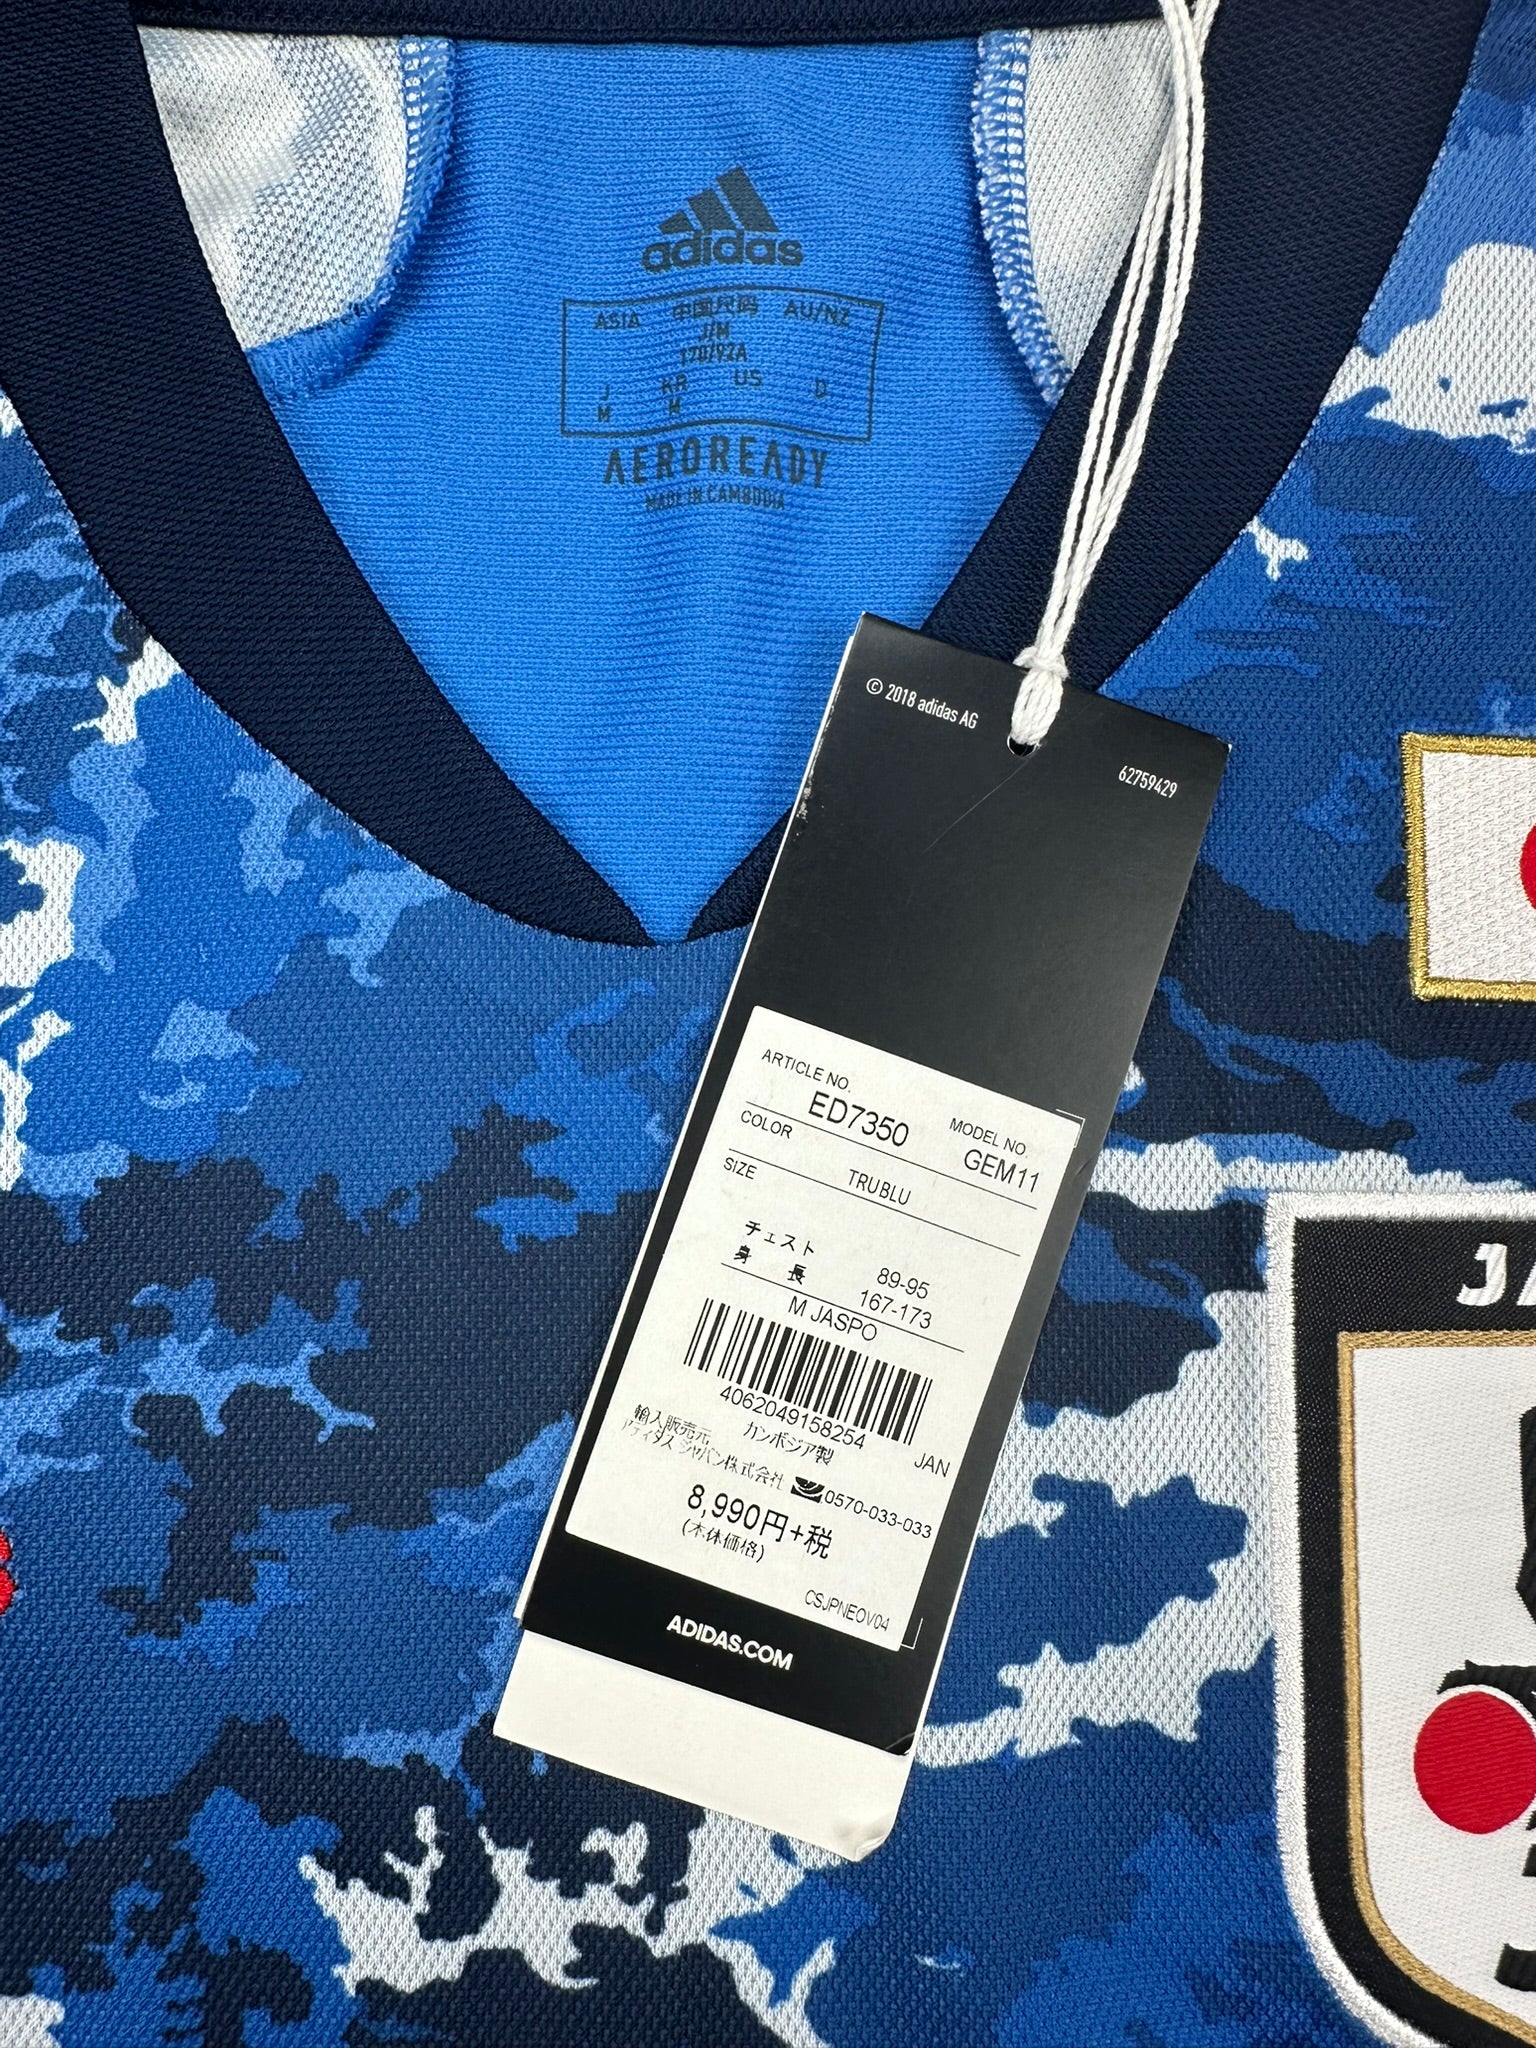 adidas
ASIA 中国尺码 AU/NZ
J/M
170/92A
J KR US D
M M
AEROREADY
MADE IN CAMBODIA
© 2018 adidas AG
62759429
ARTICLE NO.
ED7350
MODEL NO.
GEM11
COLOR
TRUBLU
SIZE
チェスト 89-95
身長 167-173
M JASPO
4062049158254
JAN
輸入販売元 カンボジア製
アディダス ジャパン株式会社 0570-033-033
8,990円+税
(本体価格)
CSJPNEOV04
ADIDAS.COM
JA